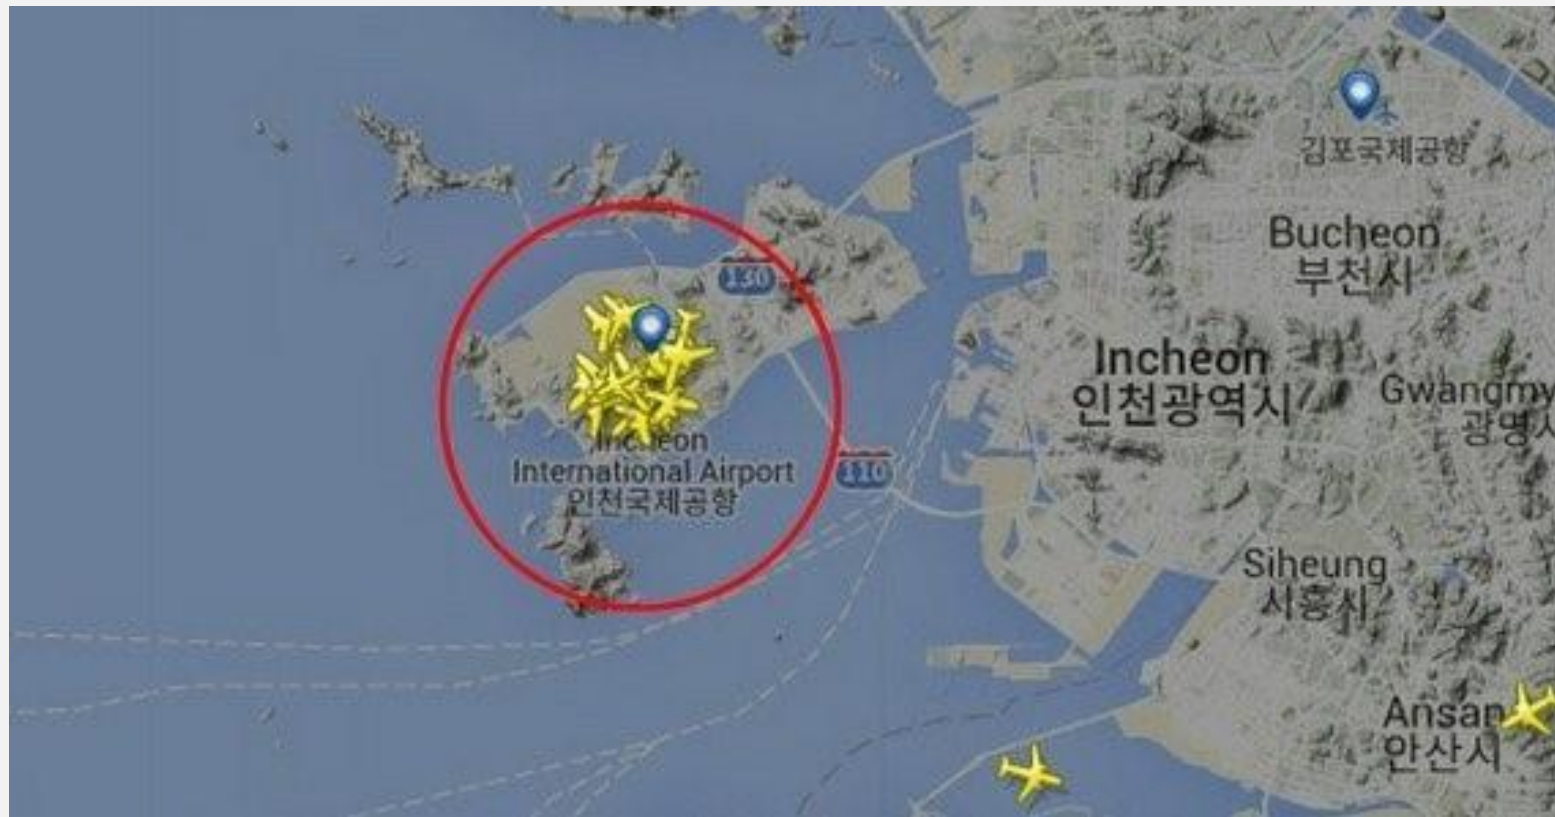 김포국제공항
Bucheon
부천시
130
Incheon
인천광역시
Gwangmy
광명시
Incheon
International Airport
인천국제공항
110
Siheung
시흥시
Ansan
안산시